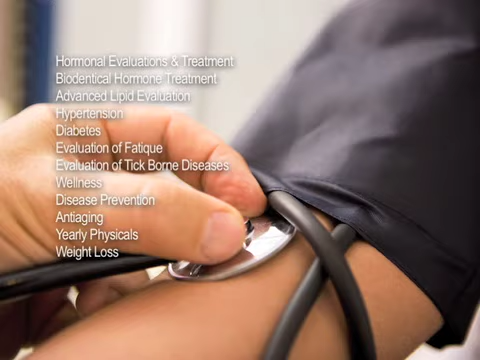 Hormonal Evaluations & Treatment
Biodentical Hormone Treatment
Advanced Lipid Evaluation
Hypertension
Diabetes
Evaluation of Fatique
Evaluation of Tick Borne Diseases
Wellness
Disease Prevention
Antiaging
Yearly Physicals
Weight Loss